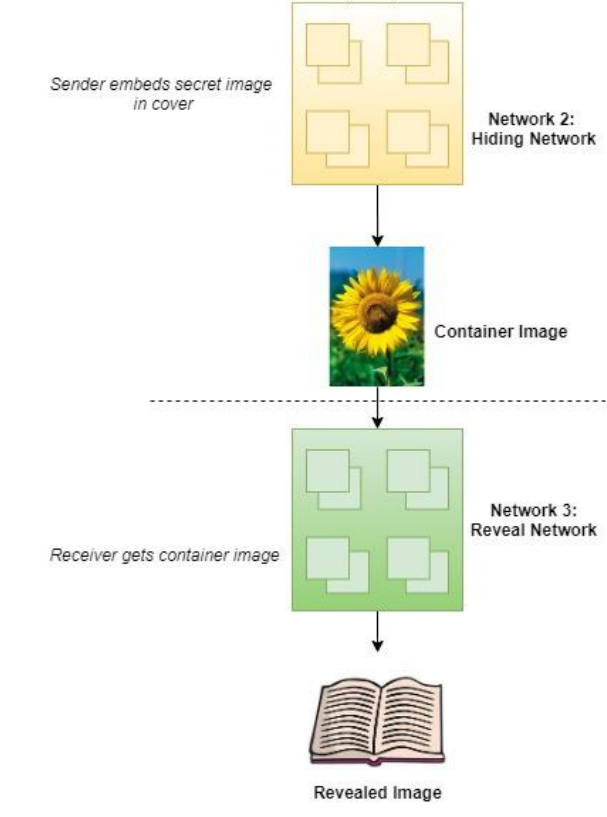 Sender embeds secret image
in cover
Network 2:
Hiding Network
Container Image
Network 3:
Reveal Network
Receiver gets container image
Revealed Image